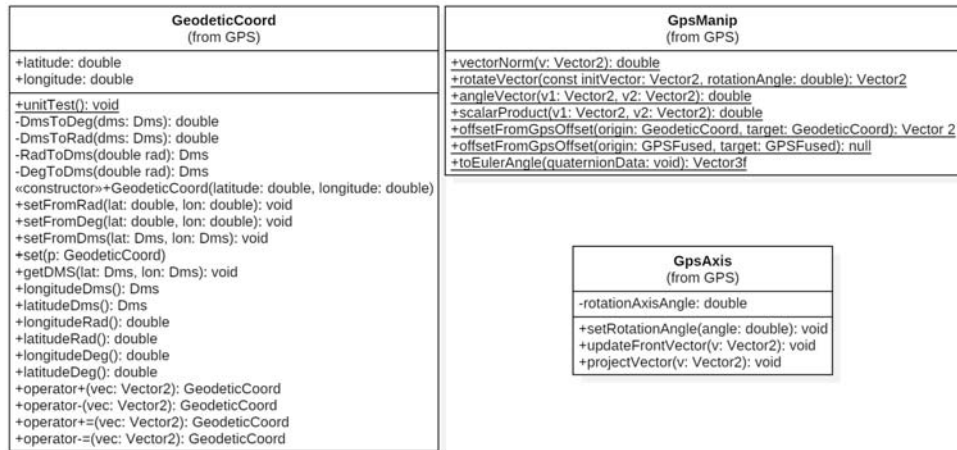 GeodeticCoord
(from GPS)
+latitude: double
+longitude: double
+unitTest(): void
-DmsToDeg(dms: Dms): double
-DmsToRad(dms: Dms): double
-RadToDms(double rad): Dms
-DegToDms(double rad): Dms
«constructor»+GeodeticCoord(latitude: double, longitude: double)
+setFromRad(lat: double, lon: double): void
+setFromDeg(lat: double, lon: double): void
+setFromDms(lat: Dms, lon: Dms): void
+set(p: GeodeticCoord)
+getDMS(lat: Dms, lon: Dms): void
+longitudeDms(): Dms
+latitudeDms(): Dms
+longitudeRad(): double
+latitudeRad(): double
+longitudeDeg(): double
+latitudeDeg(): double
+operator+(vec: Vector2): GeodeticCoord
+operator-(vec: Vector2): GeodeticCoord
+operator+=(vec: Vector2): GeodeticCoord
+operator-=(vec: Vector2): GeodeticCoord
GpsManip
(from GPS)
+vectorNorm(v: Vector2): double
+rotateVector(const initVector: Vector2, rotationAngle: double): Vector2
+angleVector(v1: Vector2, v2: Vector2): double
+scalarProduct(v1: Vector2, v2: Vector2): double
+offsetFromGpsOffset(origin: GeodeticCoord, target: GeodeticCoord): Vector 2
+offsetFromGpsOffset(origin: GPSFused, target: GPSFused): null
+toEulerAngle(quaternionData: void): Vector3f
GpsAxis
(from GPS)
-rotationAxisAngle: double
+setRotationAngle(angle: double): void
+updateFrontVector(v: Vector2): void
+projectVector(v: Vector2): void